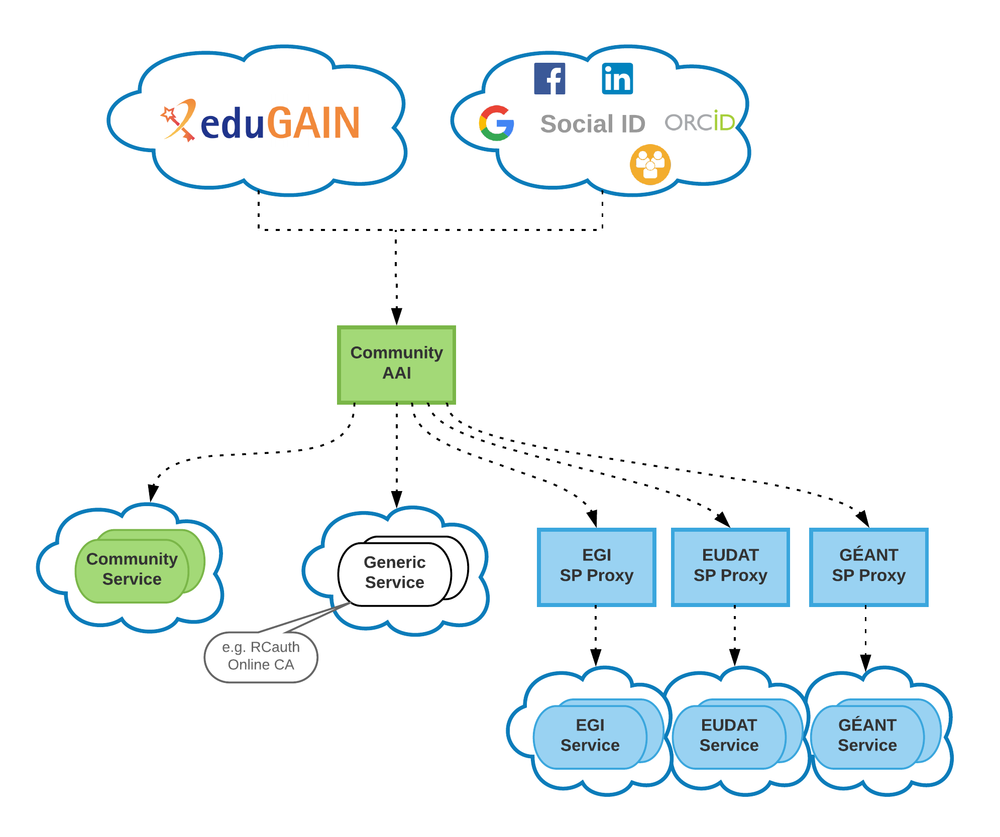 eduGAIN
Social ID
ORCID
Community
AAI
Community
Service
Generic
Service
e.g. RCauth
Online CA
EGI
SP Proxy
EUDAT
SP Proxy
GÉANT
SP Proxy
EGI
Service
EUDAT
Service
GÉANT
Service